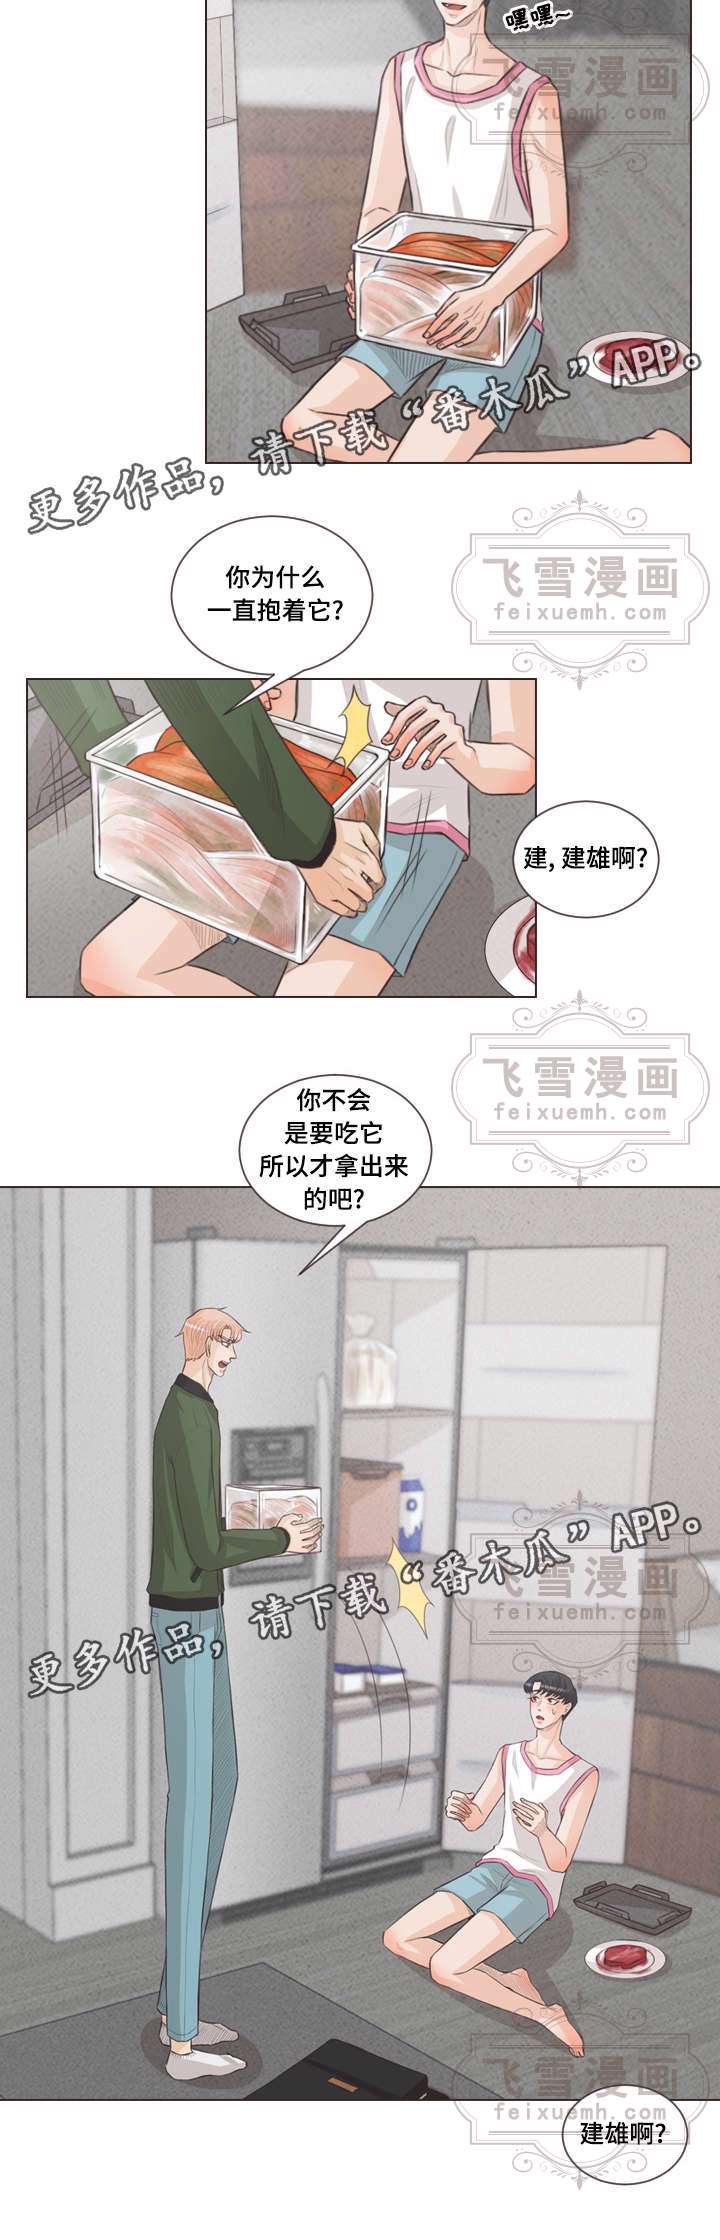 嘿嘿~
飞雪漫画
feixuemh.com
更多作品，请下载“番木瓜”APP。
飞雪漫画
feixuemh.com
你为什么
一直抱着它?
建, 建雄啊?
飞雪漫画
feixuemh.com
你不会
是要吃它
所以才拿出来
的吧?
更多作品，请下载“番木瓜”APP。
飞雪漫画
feixuemh.com
飞雪漫画
feixuemh.com
建雄啊?